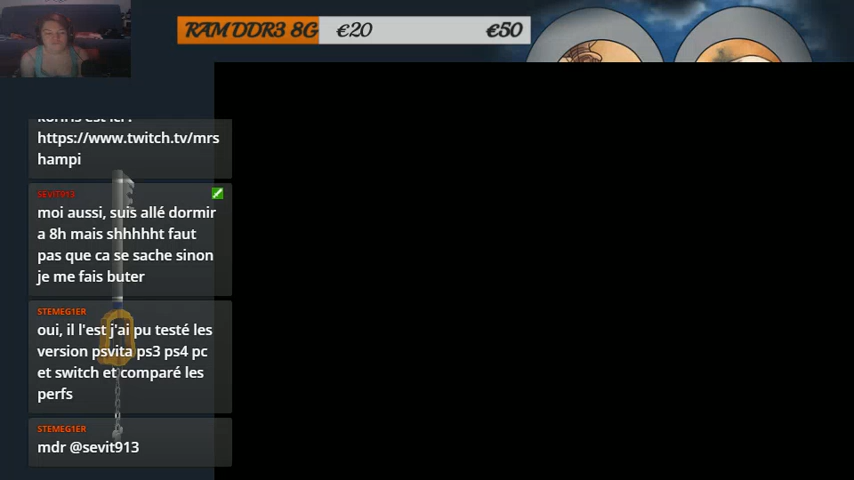 RAM DDR3 8G €20 €50
https://www.twitch.tv/mrs
hampi
SEVIT913
moi aussi, suis allé dormir
a 8h mais shhhhht faut
pas que ca se sache sinon
je me fais buter
STEMEG1ER
oui, il l'est j'ai pu testé les
version psvita ps3 ps4 pc
et switch et comparé les
perfs
STEMEG1ER
mdr @sevit913